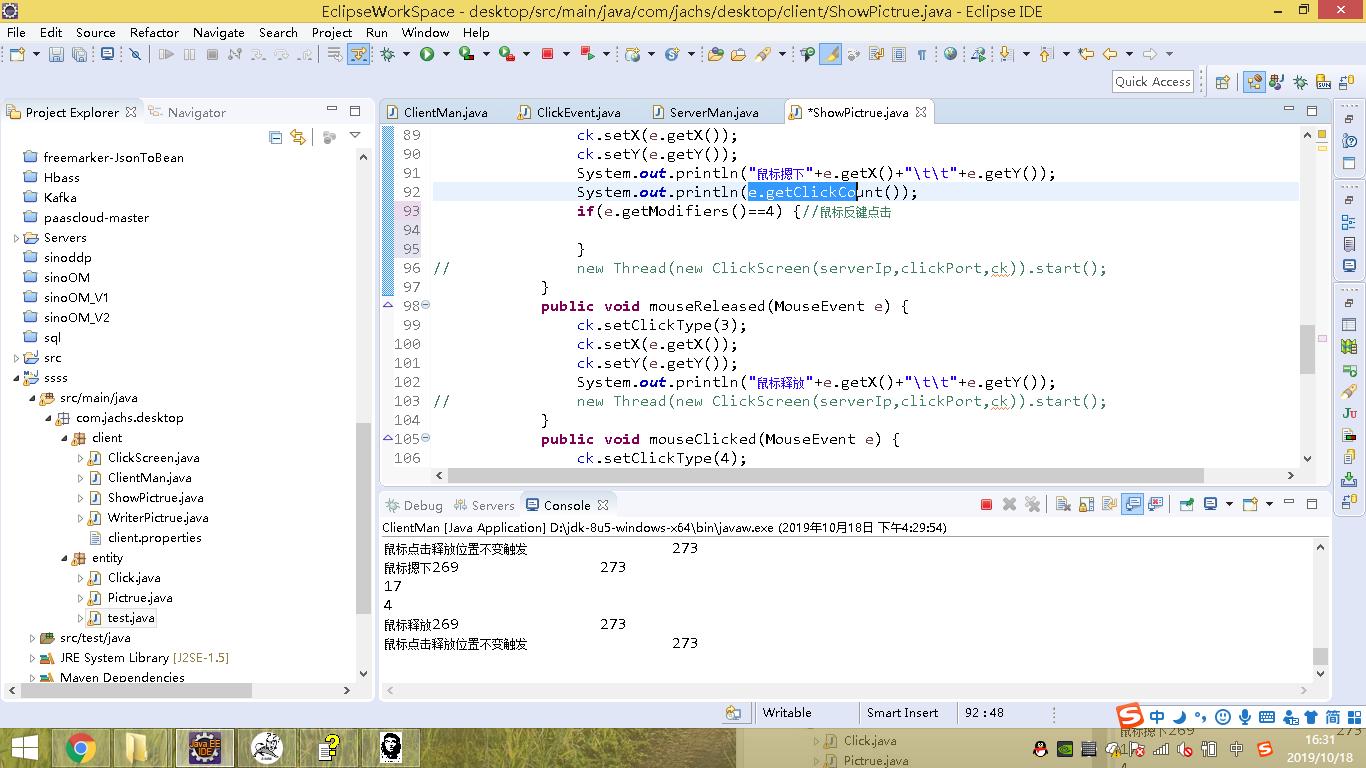 EclipseWorkSpace - desktop/src/main/java/com/jachs/desktop/client/ShowPictrue.java - Eclipse IDE
File Edit Source Refactor Navigate Search Project Run Window Help
Quick Access
Project Explorer
Navigator
freemarker-JsonToBean
Hbass
Kafka
paascloud-master
Servers
sinoddp
sinoOM
sinoOM_V1
sinoOM_V2
sql
src
ssss
src/main/java
com.jachs.desktop
client
ClickScreen.java
ClientMan.java
ShowPictrue.java
WriterPictrue.java
client.properties
entity
Click.java
Pictrue.java
test.java
src/test/java
JRE System Library [J2SE-1.5]
Maven Dependencies
ClientMan.java ClickEvent.java ServerMan.java *ShowPictrue.java
89 ck.setX(e.getX());
90 ck.setY(e.getY());
91 System.out.println("鼠标摁下"+e.getX()+"\t\t"+e.getY());
92 System.out.println(e.getClickCount());
93 if(e.getModifiers()==4) {//鼠标反键点击
94
95 }
96 // new Thread(new ClickScreen(serverIp,clickPort,ck)).start();
97 }
98 public void mouseReleased(MouseEvent e) {
99 ck.setClickType(3);
100 ck.setX(e.getX());
101 ck.setY(e.getY());
102 System.out.println("鼠标释放"+e.getX()+"\t\t"+e.getY());
103 // new Thread(new ClickScreen(serverIp,clickPort,ck)).start();
104 }
105 public void mouseClicked(MouseEvent e) {
106 ck.setClickType(4);
Debug Servers Console
ClientMan [Java Application] D:\jdk-8u5-windows-x64\bin\javaw.exe (2019年10月18日 下午4:29:54)
鼠标点击释放位置不变触发 273
鼠标摁下269 273
17
4
鼠标释放269 273
鼠标点击释放位置不变触发 273
Writable Smart Insert 92 : 48
中 简
Click.java
Pictrue.java
鼠标摁下269 273
中
16:31
2019/10/18